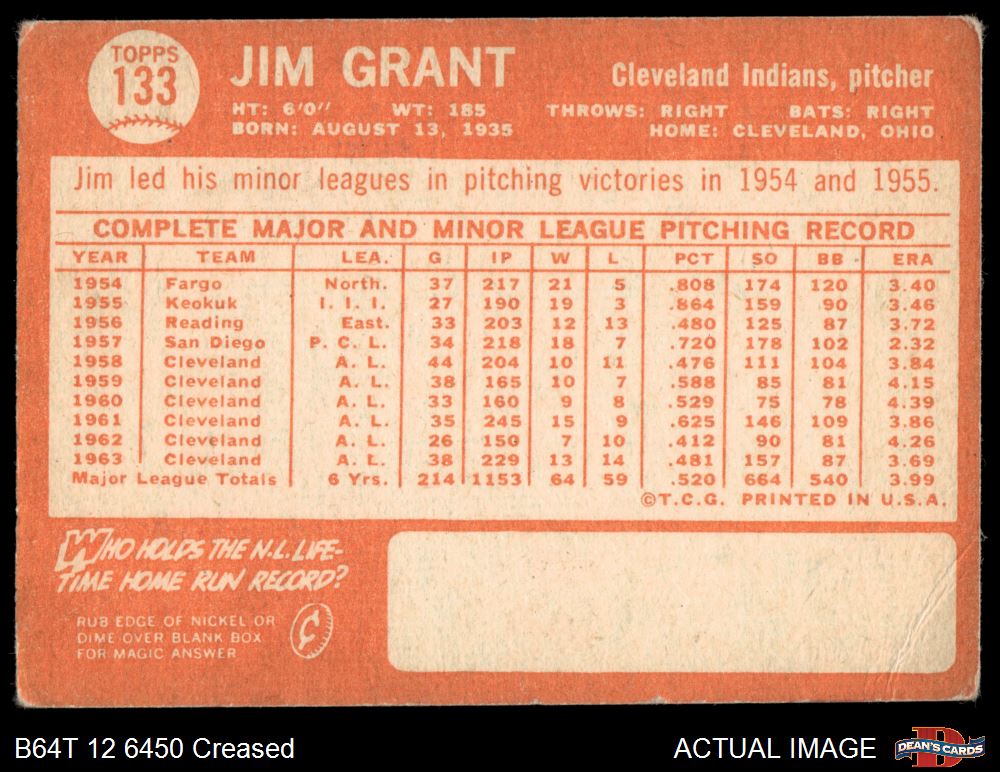 TOPPS
133
JIM GRANT
Cleveland Indians, pitcher
HT: 6'0" WT: 185 THROWS: RIGHT BATS: RIGHT
BORN: AUGUST 13, 1935 HOME: CLEVELAND, OHIO
Jim led his minor leagues in pitching victories in 1954 and 1955.
COMPLETE MAJOR AND MINOR LEAGUE PITCHING RECORD
YEAR TEAM LEA. G IP W L PCT SO BB ERA
1954 Fargo North. 37 217 21 5 .808 174 120 3.40
1955 Keokuk I. I. I. 27 190 19 3 .864 159 90 3.46
1956 Reading East. 33 203 12 13 .480 125 87 3.72
1957 San Diego P. C. L. 34 218 18 7 .720 178 102 2.32
1958 Cleveland A. L. 44 204 10 11 .476 111 104 3.84
1959 Cleveland A. L. 38 165 10 7 .588 85 81 4.15
1960 Cleveland A. L. 33 160 9 8 .529 75 78 4.39
1961 Cleveland A. L. 35 245 15 9 .625 146 109 3.86
1962 Cleveland A. L. 26 150 7 10 .412 90 81 4.26
1963 Cleveland A. L. 38 229 13 14 .481 157 87 3.69
Major League Totals 6 Yrs. 214 1153 64 59 .520 664 540 3.99
©T.C.G. PRINTED IN U.S.A.
WHO HOLDS THE N.L. LIFE-
TIME HOME RUN RECORD?
RUB EDGE OF NICKEL OR
DIME OVER BLANK BOX
FOR MAGIC ANSWER
¢
B64T 12 6450 Creased
ACTUAL IMAGE
D
DEAN'S CARDS